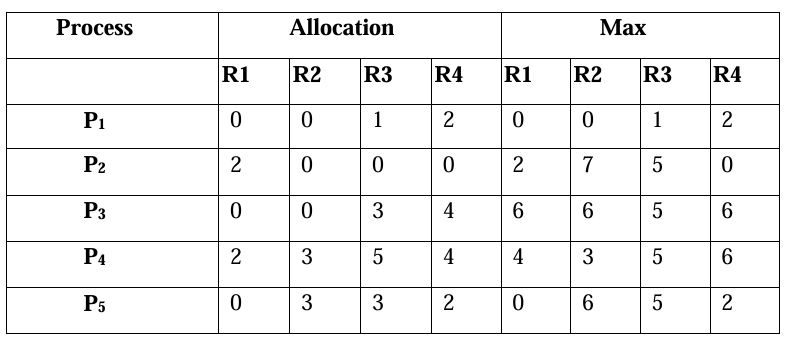 Process Allocation Max
R1 R2 R3 R4 R1 R2 R3 R4
P1 0 0 1 2 0 0 1 2
P2 2 0 0 0 2 7 5 0
P3 0 0 3 4 6 6 5 6
P4 2 3 5 4 4 3 5 6
P5 0 3 3 2 0 6 5 2